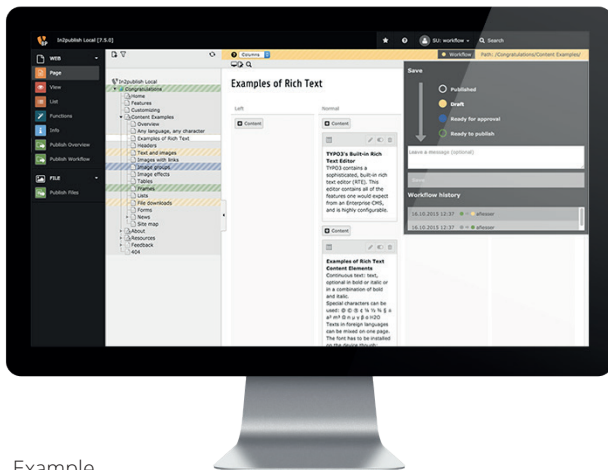 In2publish Local [7.5.0]
SU: workflow
Search
WEB
Page
View
List
Functions
Info
Publish Overview
Publish Workflow
FILE
Publish Files
In2publish Local
Congratulations
Home
Features
Customizing
Content Examples
Overview
Any language, any character
Examples of Rich Text
Headers
Text and images
Images with links
Image groups
Image effects
Tables
Frames
Lists
File downloads
Forms
News
Site map
About
Resources
Feedback
404
Columns
Workflow
Path: /Congratulations/Content Examples/
Examples of Rich Text
Left
Normal
Content
Content
TYPO3's Built-in Rich
Text Editor
TYPO3 contains a
sophisticated, built-in rich
text editor (RTE). This
editor contains all of the
features one would expect
from an Enterprise CMS,
and is highly configurable.
Content
Examples of Rich Text
Content Elements
Continuous text: text,
optional in bold or italic or
in a combination of bold
and italic.
Special characters can be
used:
Texts in foreign languages
can be mixed on one page.
The font has to be installed
on the device though:
Save
Published
Draft
Ready for approval
Ready to publish
Leave a message (optional)
Save
Workflow history
16.10.2015 12:37 afeaser
16.10.2015 12:37 afeaser
Example